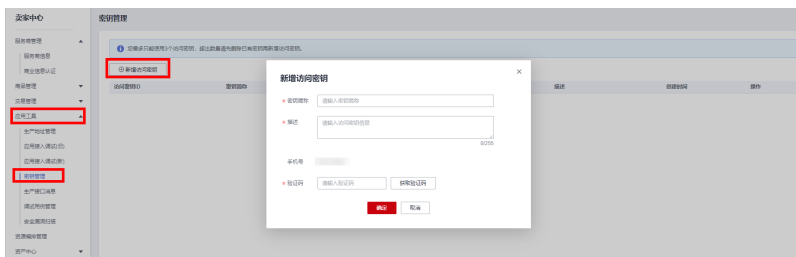 卖家中心
密钥管理
服务商管理
服务商信息
商业信息认证
商品管理
交易管理
应用工具
生产地址管理
应用接入调试(旧)
应用接入调试(新)
密钥管理
生产接口消息
调试用例管理
安全漏洞扫描
资源编排管理
资产中心
您最多只能使用3个访问密钥，超出数量请先删除已有密钥再新增访问密钥。
新增访问密钥
访问密钥ID
密钥简称
描述
创建时间
操作
新增访问密钥
×
* 密钥简称
请输入密钥简称
* 描述
请输入访问密钥信息
0/255
手机号
* 验证码
请输入验证码
获取验证码
确定
取消